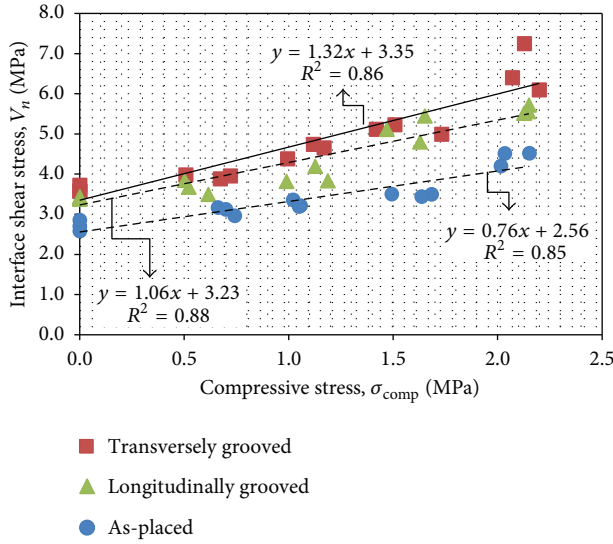 Interface shear stress, Vₙ (MPa)
8.0
7.0
6.0
5.0
4.0
3.0
2.0
1.0
0.0
y = 1.32x + 3.35
R² = 0.86
y = 0.76x + 2.56
R² = 0.85
y = 1.06x + 3.23
R² = 0.88
0.0 0.5 1.0 1.5 2.0 2.5
Compressive stress, σcomp (MPa)
Transversely grooved
Longitudinally grooved
As-placed